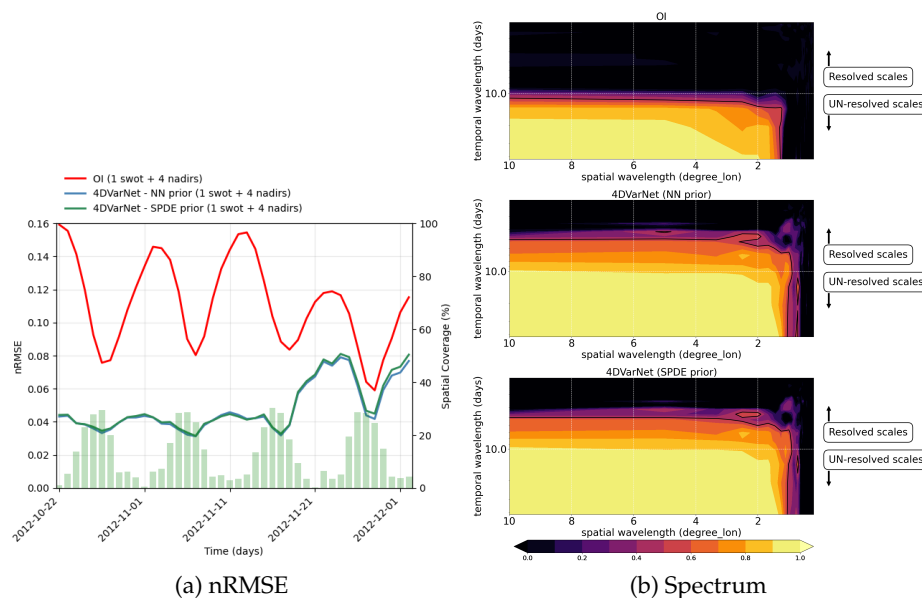 OI (1 swot + 4 nadirs)
4DVarNet - NN prior (1 swot + 4 nadirs)
4DVarNet - SPDE prior (1 swot + 4 nadirs)
0.16
0.14
0.12
0.10
0.08
0.06
0.04
0.02
0.00
nRMSE
100
80
60
40
20
0
Spatial Coverage (%)
2012-10-22
2012-11-01
2012-11-11
2012-11-21
2012-12-01
Time (days)
(a) nRMSE
OI
temporal wavelength (days)
10.0
10 8 6 4 2
spatial wavelength (degree_lon)
Resolved scales
UN-resolved scales
4DVarNet (NN prior)
temporal wavelength (days)
10.0
10 8 6 4 2
spatial wavelength (degree_lon)
Resolved scales
UN-resolved scales
4DVarNet (SPDE prior)
temporal wavelength (days)
10.0
10 8 6 4 2
spatial wavelength (degree_lon)
Resolved scales
UN-resolved scales
0.0 0.2 0.4 0.6 0.8 1.0
(b) Spectrum